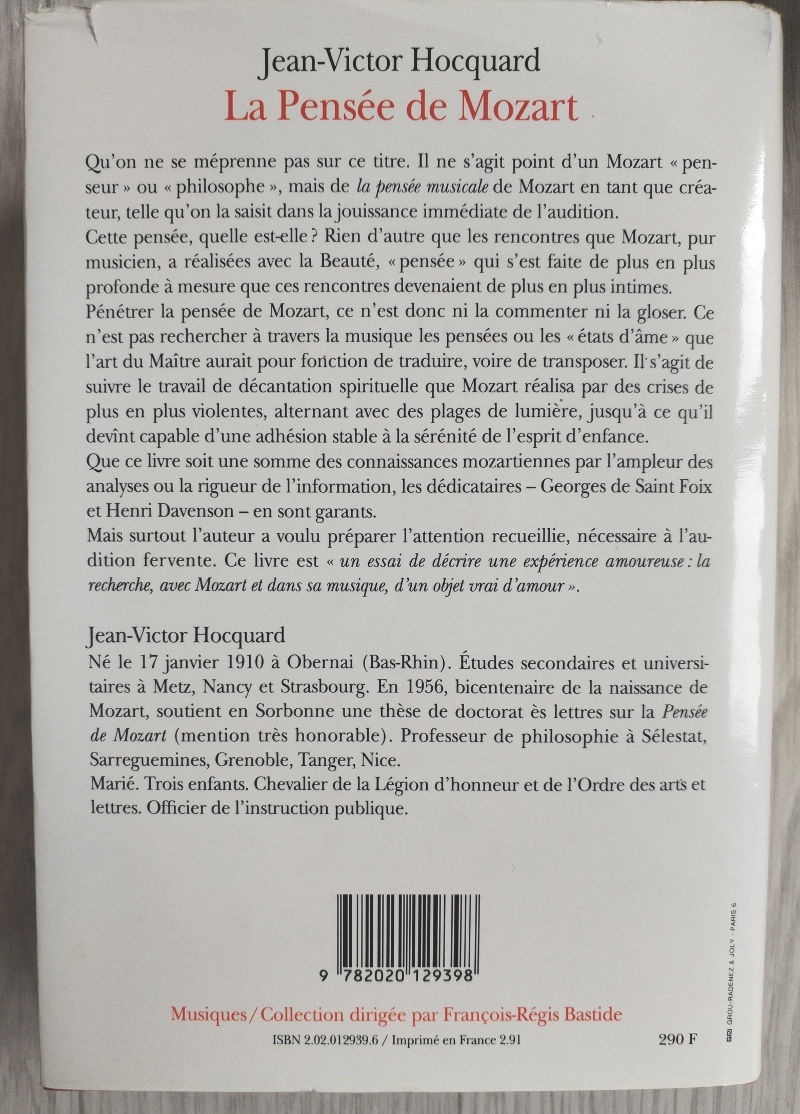 Jean-Victor Hocquard
La Pensée de Mozart
Qu'on ne se méprenne pas sur ce titre. Il ne s'agit point d'un Mozart « pen-
seur » ou « philosophe », mais de la pensée musicale de Mozart en tant que créa-
teur, telle qu'on la saisit dans la jouissance immédiate de l'audition.
Cette pensée, quelle est-elle ? Rien d'autre que les rencontres que Mozart, pur
musicien, a réalisées avec la Beauté, « pensée » qui s'est faite de plus en plus
profonde à mesure que ces rencontres devenaient de plus en plus intimes.
Pénétrer la pensée de Mozart, ce n'est donc ni la commenter ni la gloser. Ce
n'est pas rechercher à travers la musique les pensées ou les « états d'âme » que
l'art du Maître aurait pour fonction de traduire, voire de transposer. Il s'agit de
suivre le travail de décantation spirituelle que Mozart réalisa par des crises de
plus en plus violentes, alternant avec des plages de lumière, jusqu'à ce qu'il
devînt capable d'une adhésion stable à la sérénité de l'esprit d'enfance.
Que ce livre soit une somme des connaissances mozartiennes par l'ampleur des
analyses ou la rigueur de l'information, les dédicataires – Georges de Saint Foix
et Henri Davenson – en sont garants.
Mais surtout l'auteur a voulu préparer l'attention recueillie, nécessaire à l'au-
dition fervente. Ce livre est « un essai de décrire une expérience amoureuse : la
recherche, avec Mozart et dans sa musique, d'un objet vrai d'amour ».
Jean-Victor Hocquard
Né le 17 janvier 1910 à Obernai (Bas-Rhin). Études secondaires et universi-
taires à Metz, Nancy et Strasbourg. En 1956, bicentenaire de la naissance de
Mozart, soutient en Sorbonne une thèse de doctorat ès lettres sur la Pensée
de Mozart (mention très honorable). Professeur de philosophie à Sélestat,
Sarreguemines, Grenoble, Tanger, Nice.
Marié. Trois enfants. Chevalier de la Légion d'honneur et de l'Ordre des arts et
lettres. Officier de l'instruction publique.
9 782020 129398
Musiques / Collection dirigée par François-Régis Bastide
ISBN 2.02.012939.6 / Imprimé en France 2.91
290 F
GRJ GROU-RADENEZ & JOLY - PARIS 6